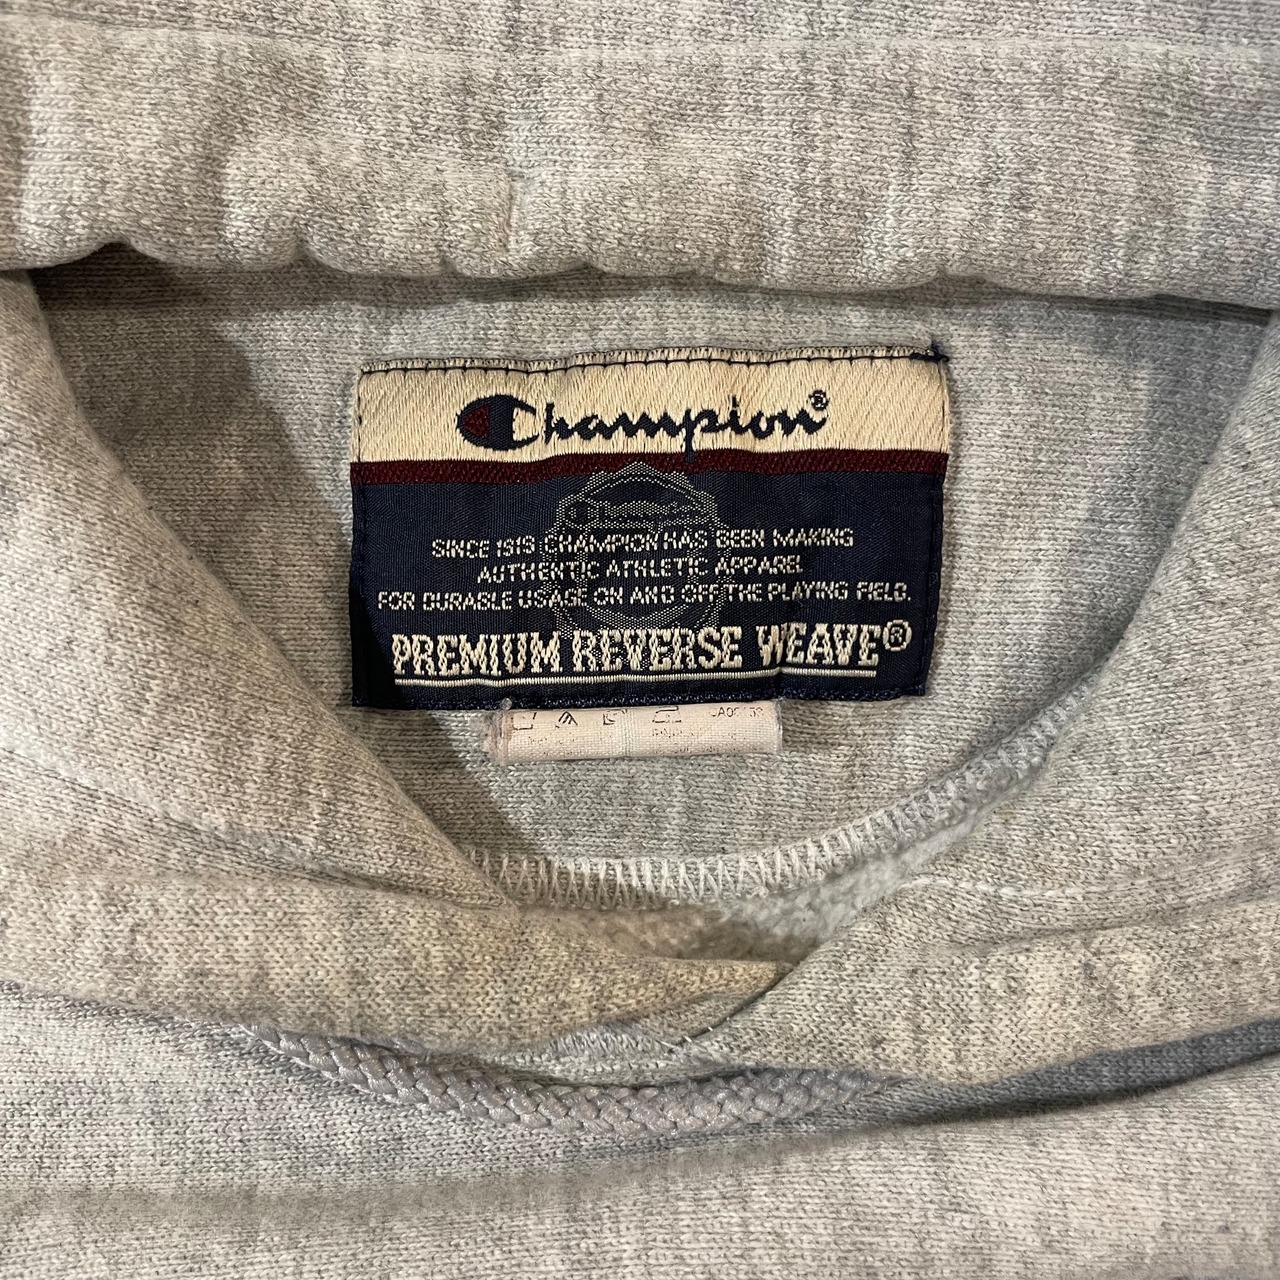 Champion®
SINCE 1919 CHAMPION HAS BEEN MAKING
AUTHENTIC ATHLETIC APPAREL
FOR DURABLE USAGE ON AND OFF THE PLAYING FIELD.
PREMIUM REVERSE WEAVE®